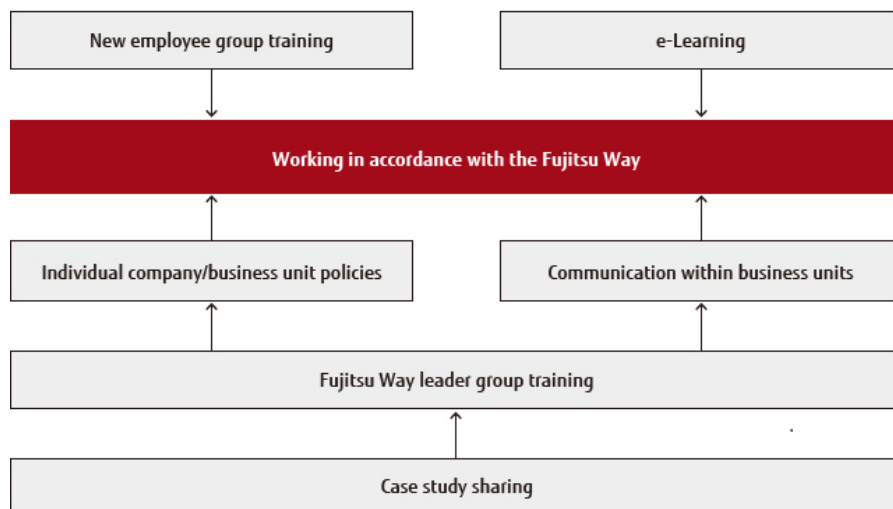 New employee group training
e-Learning
Working in accordance with the Fujitsu Way
Individual company/business unit policies
Communication within business units
Fujitsu Way leader group training
Case study sharing